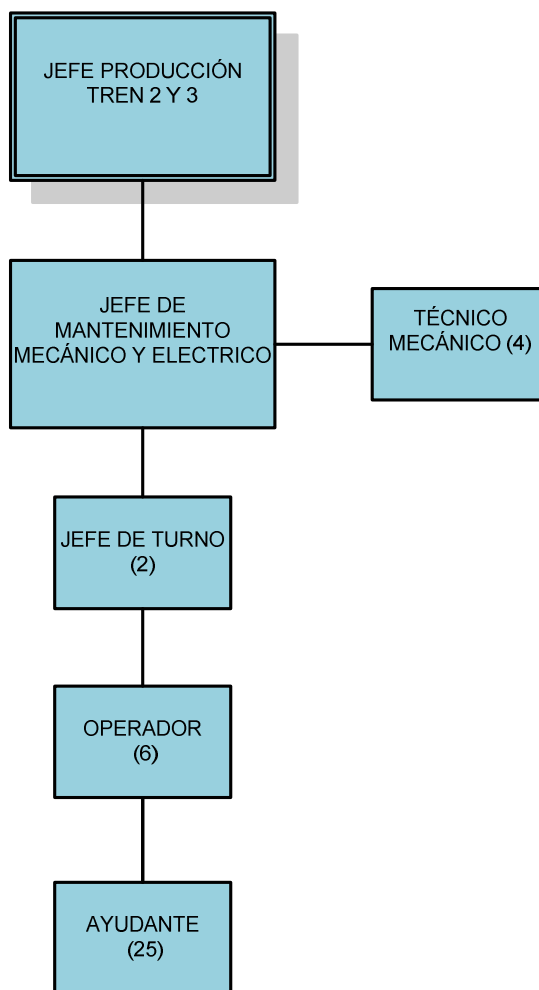 JEFE PRODUCCIÓN
TREN 2 Y 3
JEFE DE
MANTENIMIENTO
MECÁNICO Y ELECTRICO
TÉCNICO
MECÁNICO (4)
JEFE DE TURNO
(2)
OPERADOR
(6)
AYUDANTE
(25)